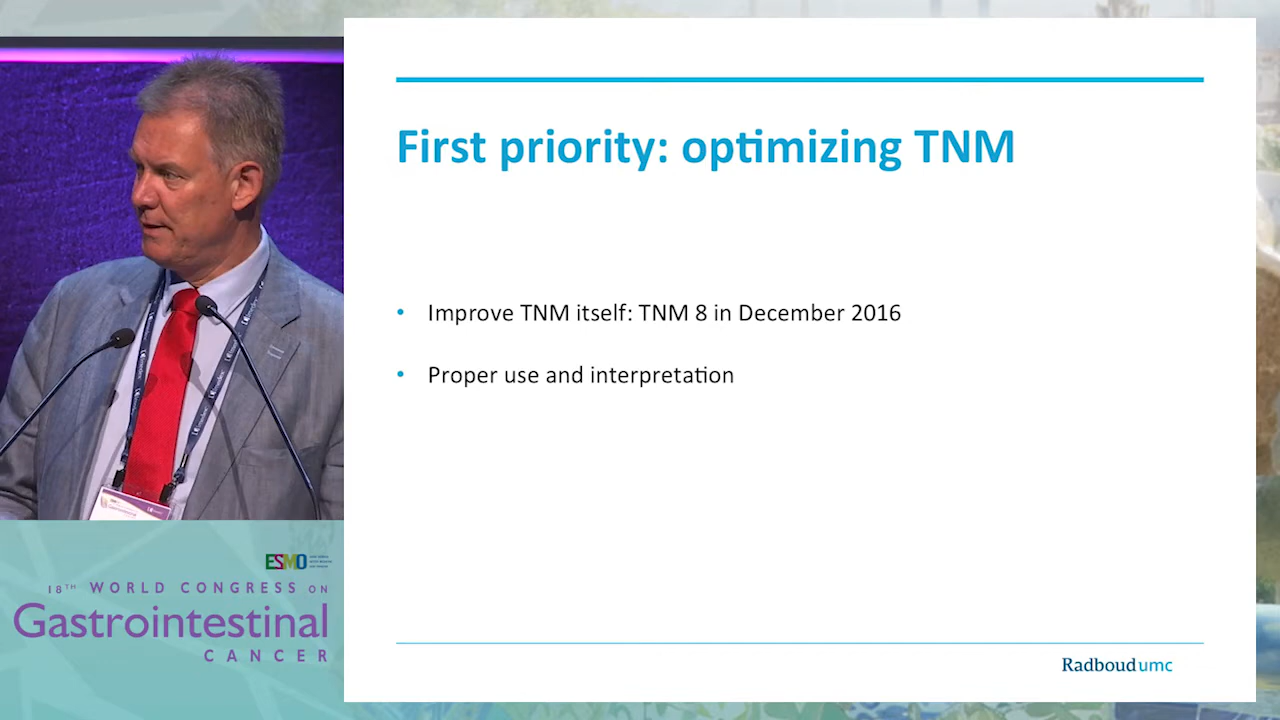 First priority: optimizing TNM
• Improve TNM itself: TNM 8 in December 2016
• Proper use and interpretation
Radboudumc
ESMO
18TH WORLD CONGRESS ON
Gastrointestinal
CANCER